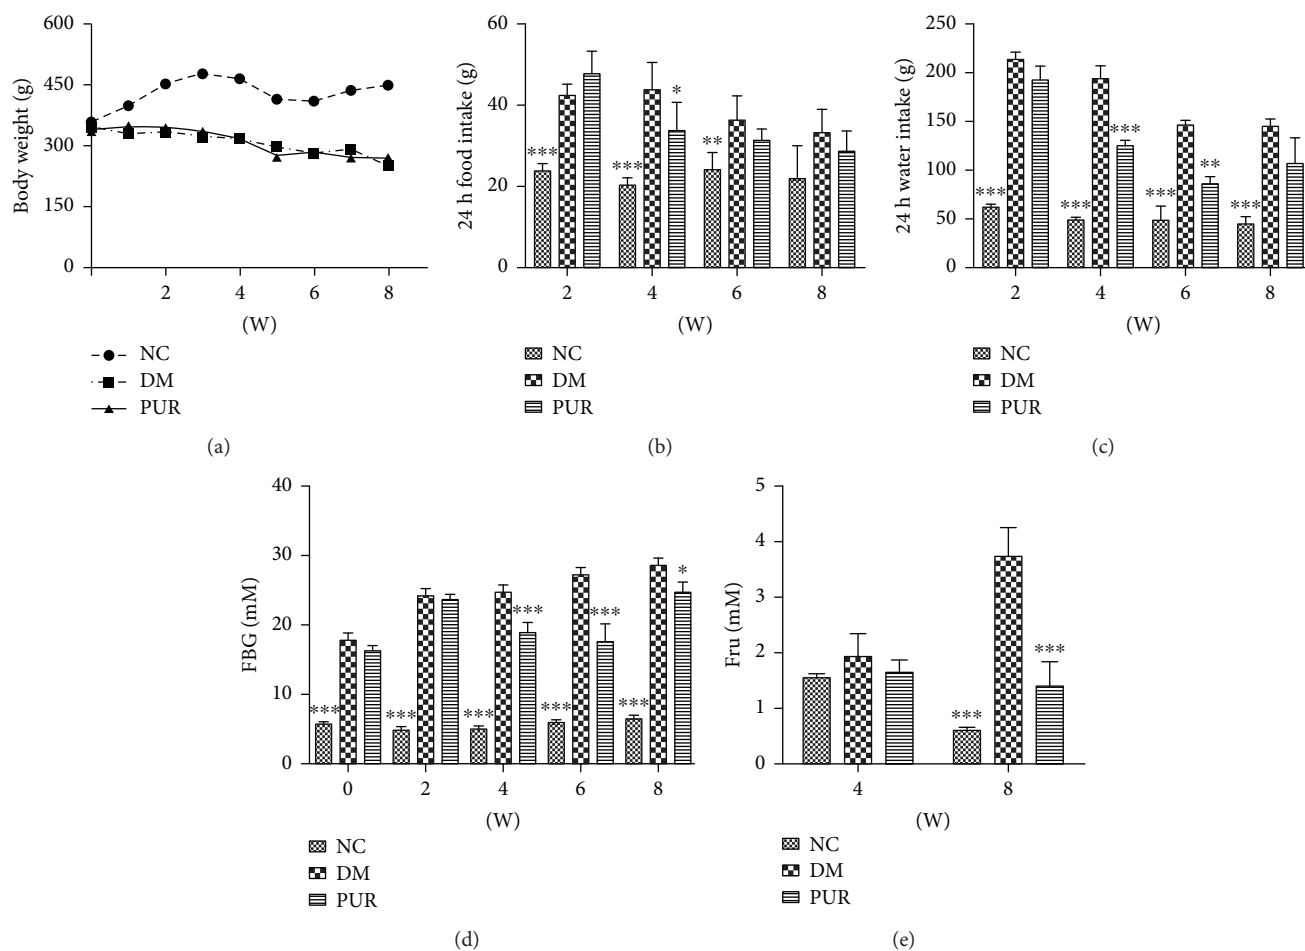 600
450
300
150
0
Body weight (g)
2 4 6 8
(W)
NC
DM
PUR
(a)
60
40
20
0
24 h food intake (g)
***
***
*
**
2 4 6 8
(W)
NC
DM
PUR
(b)
250
200
150
100
50
0
24 h water intake (g)
***
***
***
***
**
***
2 4 6 8
(W)
NC
DM
PUR
(c)
40
30
20
10
0
FBG (mM)
***
***
***
***
***
***
***
*
0 2 4 6 8
(W)
NC
DM
PUR
(d)
5
4
3
2
1
0
Fru (mM)
***
***
4 8
(W)
NC
DM
PUR
(e)